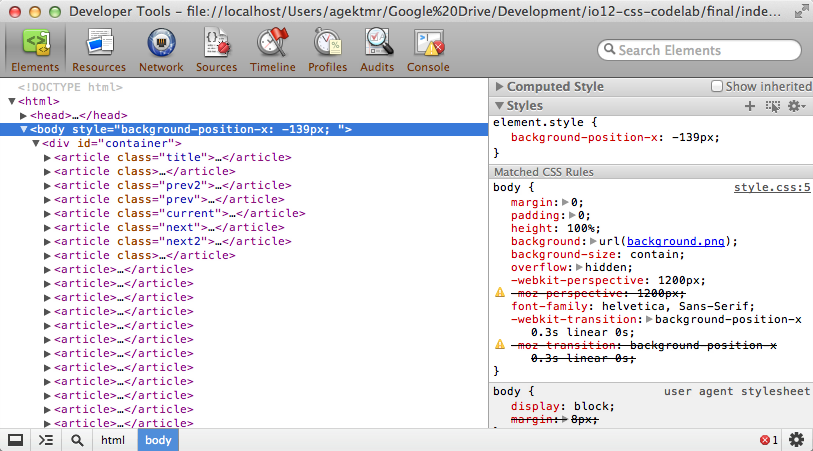 Developer Tools - file://localhost/Users/agektmr/Google%20Drive/Development/io12-css-codelab/final/inde...
Elements Resources Network Sources Timeline Profiles Audits Console
Search Elements
<!DOCTYPE html>
▼<html>
▶<head>…</head>
▼<body style="background-position-x: -139px; ">
▼<div id="container">
▶<article class="title">…</article>
▶<article class>…</article>
▶<article class="prev2">…</article>
▶<article class="prev">…</article>
▶<article class="current">…</article>
▶<article class="next">…</article>
▶<article class="next2">…</article>
▶<article class>…</article>
▶<article>…</article>
▶<article>…</article>
▶<article>…</article>
▶<article>…</article>
▶<article>…</article>
▶<article>…</article>
▶<article>…</article>
▶<article>…</article>
▶<article>…</article>
▶<article>…</article>
▶<article>…</article>
▶<article>…</article>
html body
▶ Computed Style Show inherited
▼ Styles
element.style {
background-position-x: -139px;
}
Matched CSS Rules
body { style.css:5
margin:▶0;
padding:▶0;
height: 100%;
background:▶url(background.png);
background-size: contain;
overflow:▶hidden;
-webkit-perspective: 1200px;
-moz-perspective: 1200px;
font-family: helvetica, Sans-Serif;
-webkit-transition:▶background-position-x
0.3s linear 0s;
-moz-transition: background-position-x
0.3s linear 0s;
}
body { user agent stylesheet
display: block;
margin:▶8px;
1